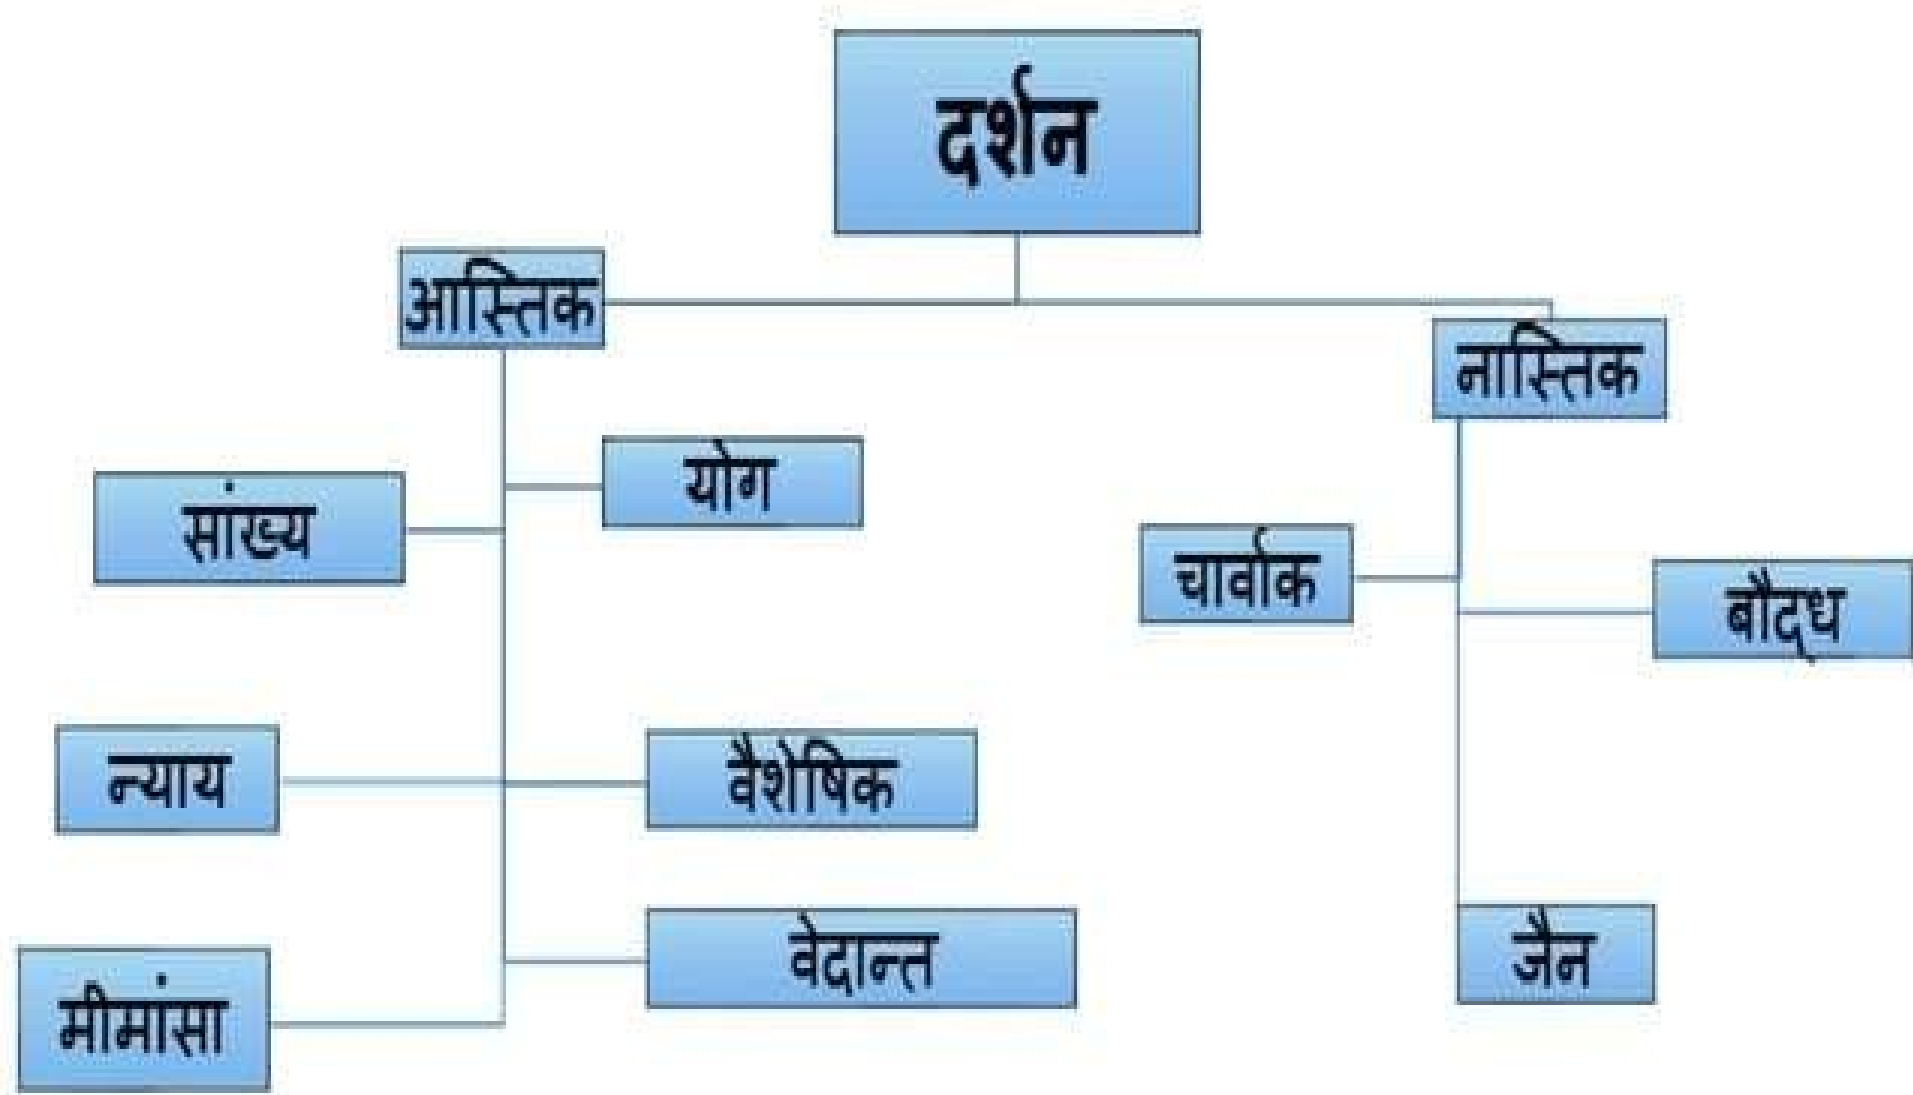 दर्शन
आस्तिक
नास्तिक
योग
सांख्य
चार्वाक
बौद्ध
न्याय
वैशेषिक
वेदान्त
जैन
मीमांसा